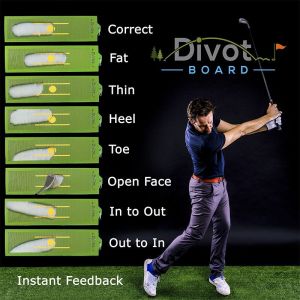 Correct
Fat
Thin
Heel
Toe
Open Face
In to Out
Out to In
Instant Feedback
Divot
BOARD